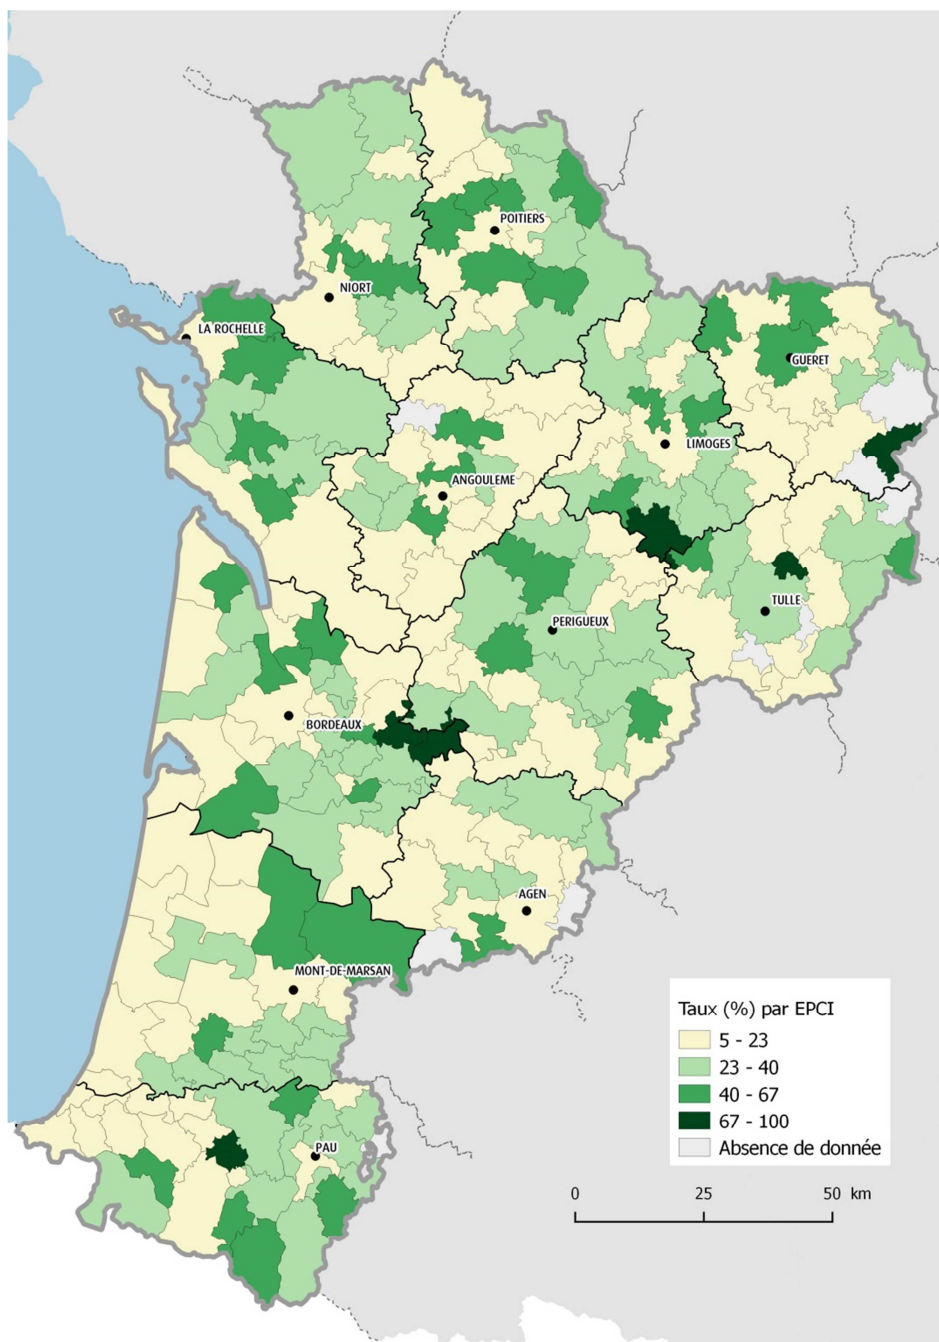 POITIERS
NIORT
LA ROCHELLE
GUERET
LIMOGES
ANGOULEME
TULLE
PERIGUEUX
BORDEAUX
AGEN
MONT-DE-MARSAN
PAU
Taux (%) par EPCI
5 - 23
23 - 40
40 - 67
67 - 100
Absence de donnée
0 25 50 km